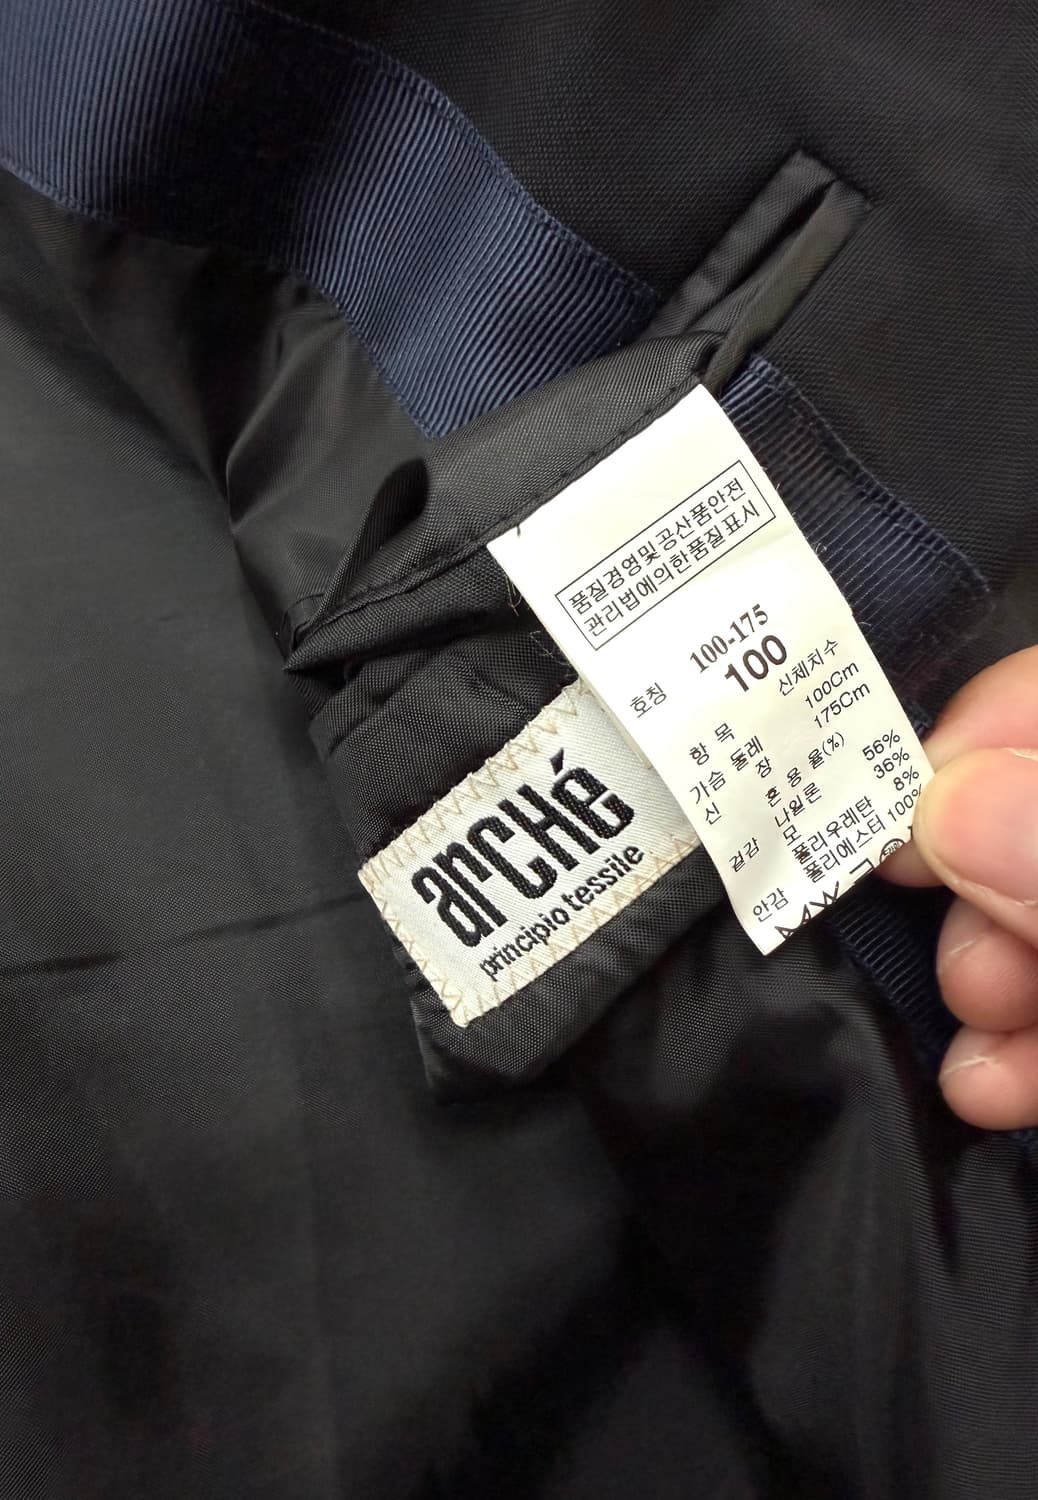 품질경영및공산품안전
관리법에의한품질표시
100-175
호칭 100
항 목 신체치수
가슴 둘레 100Cm
신 장 175Cm
혼 용 율(%)
겉감 나일론 56%
모 36%
폴리우레탄 8%
안감 폴리에스터 100%
arCHé
principio tessile